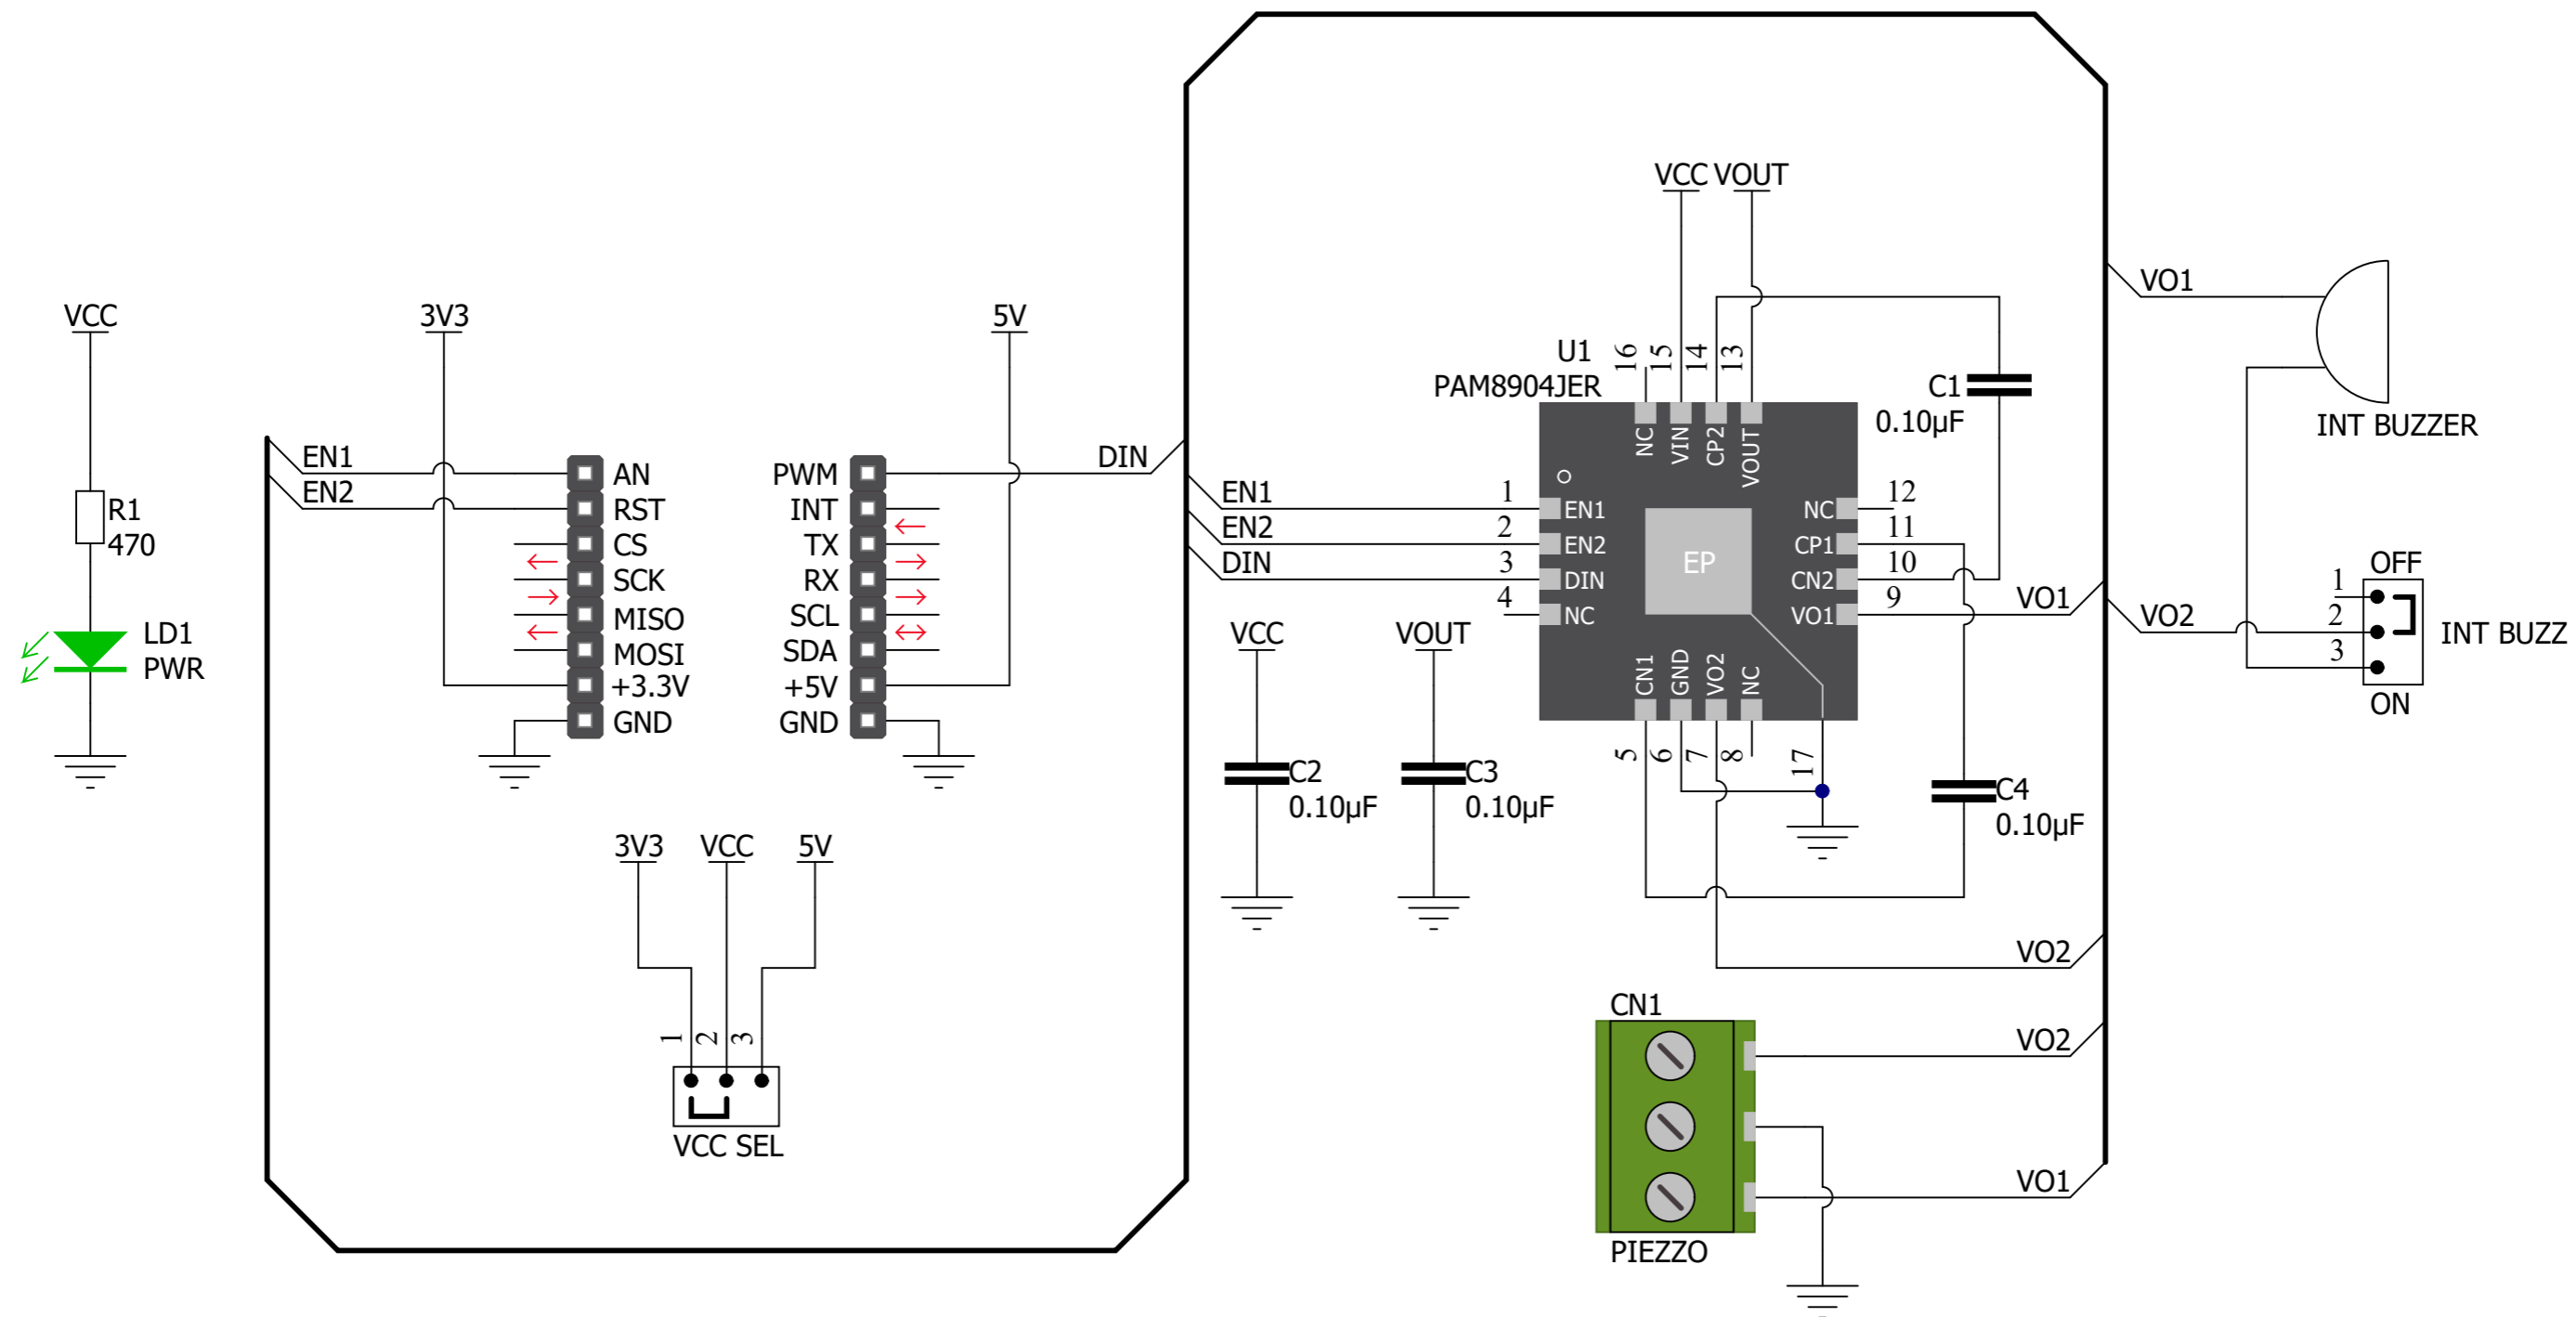 VCC
R1
470
LD1
PWR
3V3
5V
EN1
EN2
AN
RST
CS
SCK
MISO
MOSI
+3.3V
GND
PWM
INT
TX
RX
SCL
SDA
+5V
GND
DIN
3V3 VCC 5V
1 2 3
VCC SEL
VCC VOUT
U1
PAM8904JER
16 15 14 13
NC VIN CP2 VOUT
EN1 1 EN1
EN2 2 EN2
DIN 3 DIN
4 NC
EP
NC 12
CP1 11
CN2 10
VO1 9 VO1
CN1 GND VO2 NC
5 6 7 8 17
C1
0.10µF
VCC
C2
0.10µF
VOUT
C3
0.10µF
C4
0.10µF
VO2
CN1
VO2
VO1
PIEZZO
VO1
INT BUZZER
VO2
OFF
1
2
3
INT BUZZ
ON